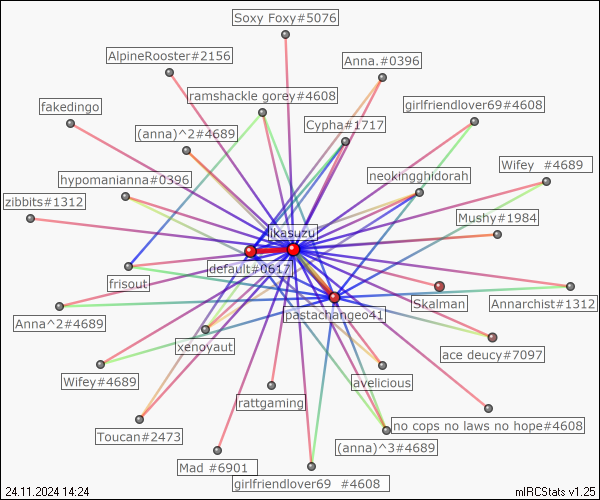 Soxy Foxy#5076
AlpineRooster#2156
Anna.#0396
ramshackle gorey#4608
fakedingo
girlfriendlover69#4608
Cypha#1717
(anna)^2#4689
neokingghidorah
Wifey  #4689
hypomanianna#0396
zibbits#1312
Mushy#1984
ikasuzu
default#0617
frisout
Skalman
Annarchist#1312
pastachangeo41
Anna^2#4689
xenoyaut
ace deucy#7097
Wifey#4689
avelicious
rattgaming
no cops no laws no hope#4608
Toucan#2473
(anna)^3#4689
Mad #6901
girlfriendlover69  #4608
24.11.2024 14:24
mIRCStats v1.25